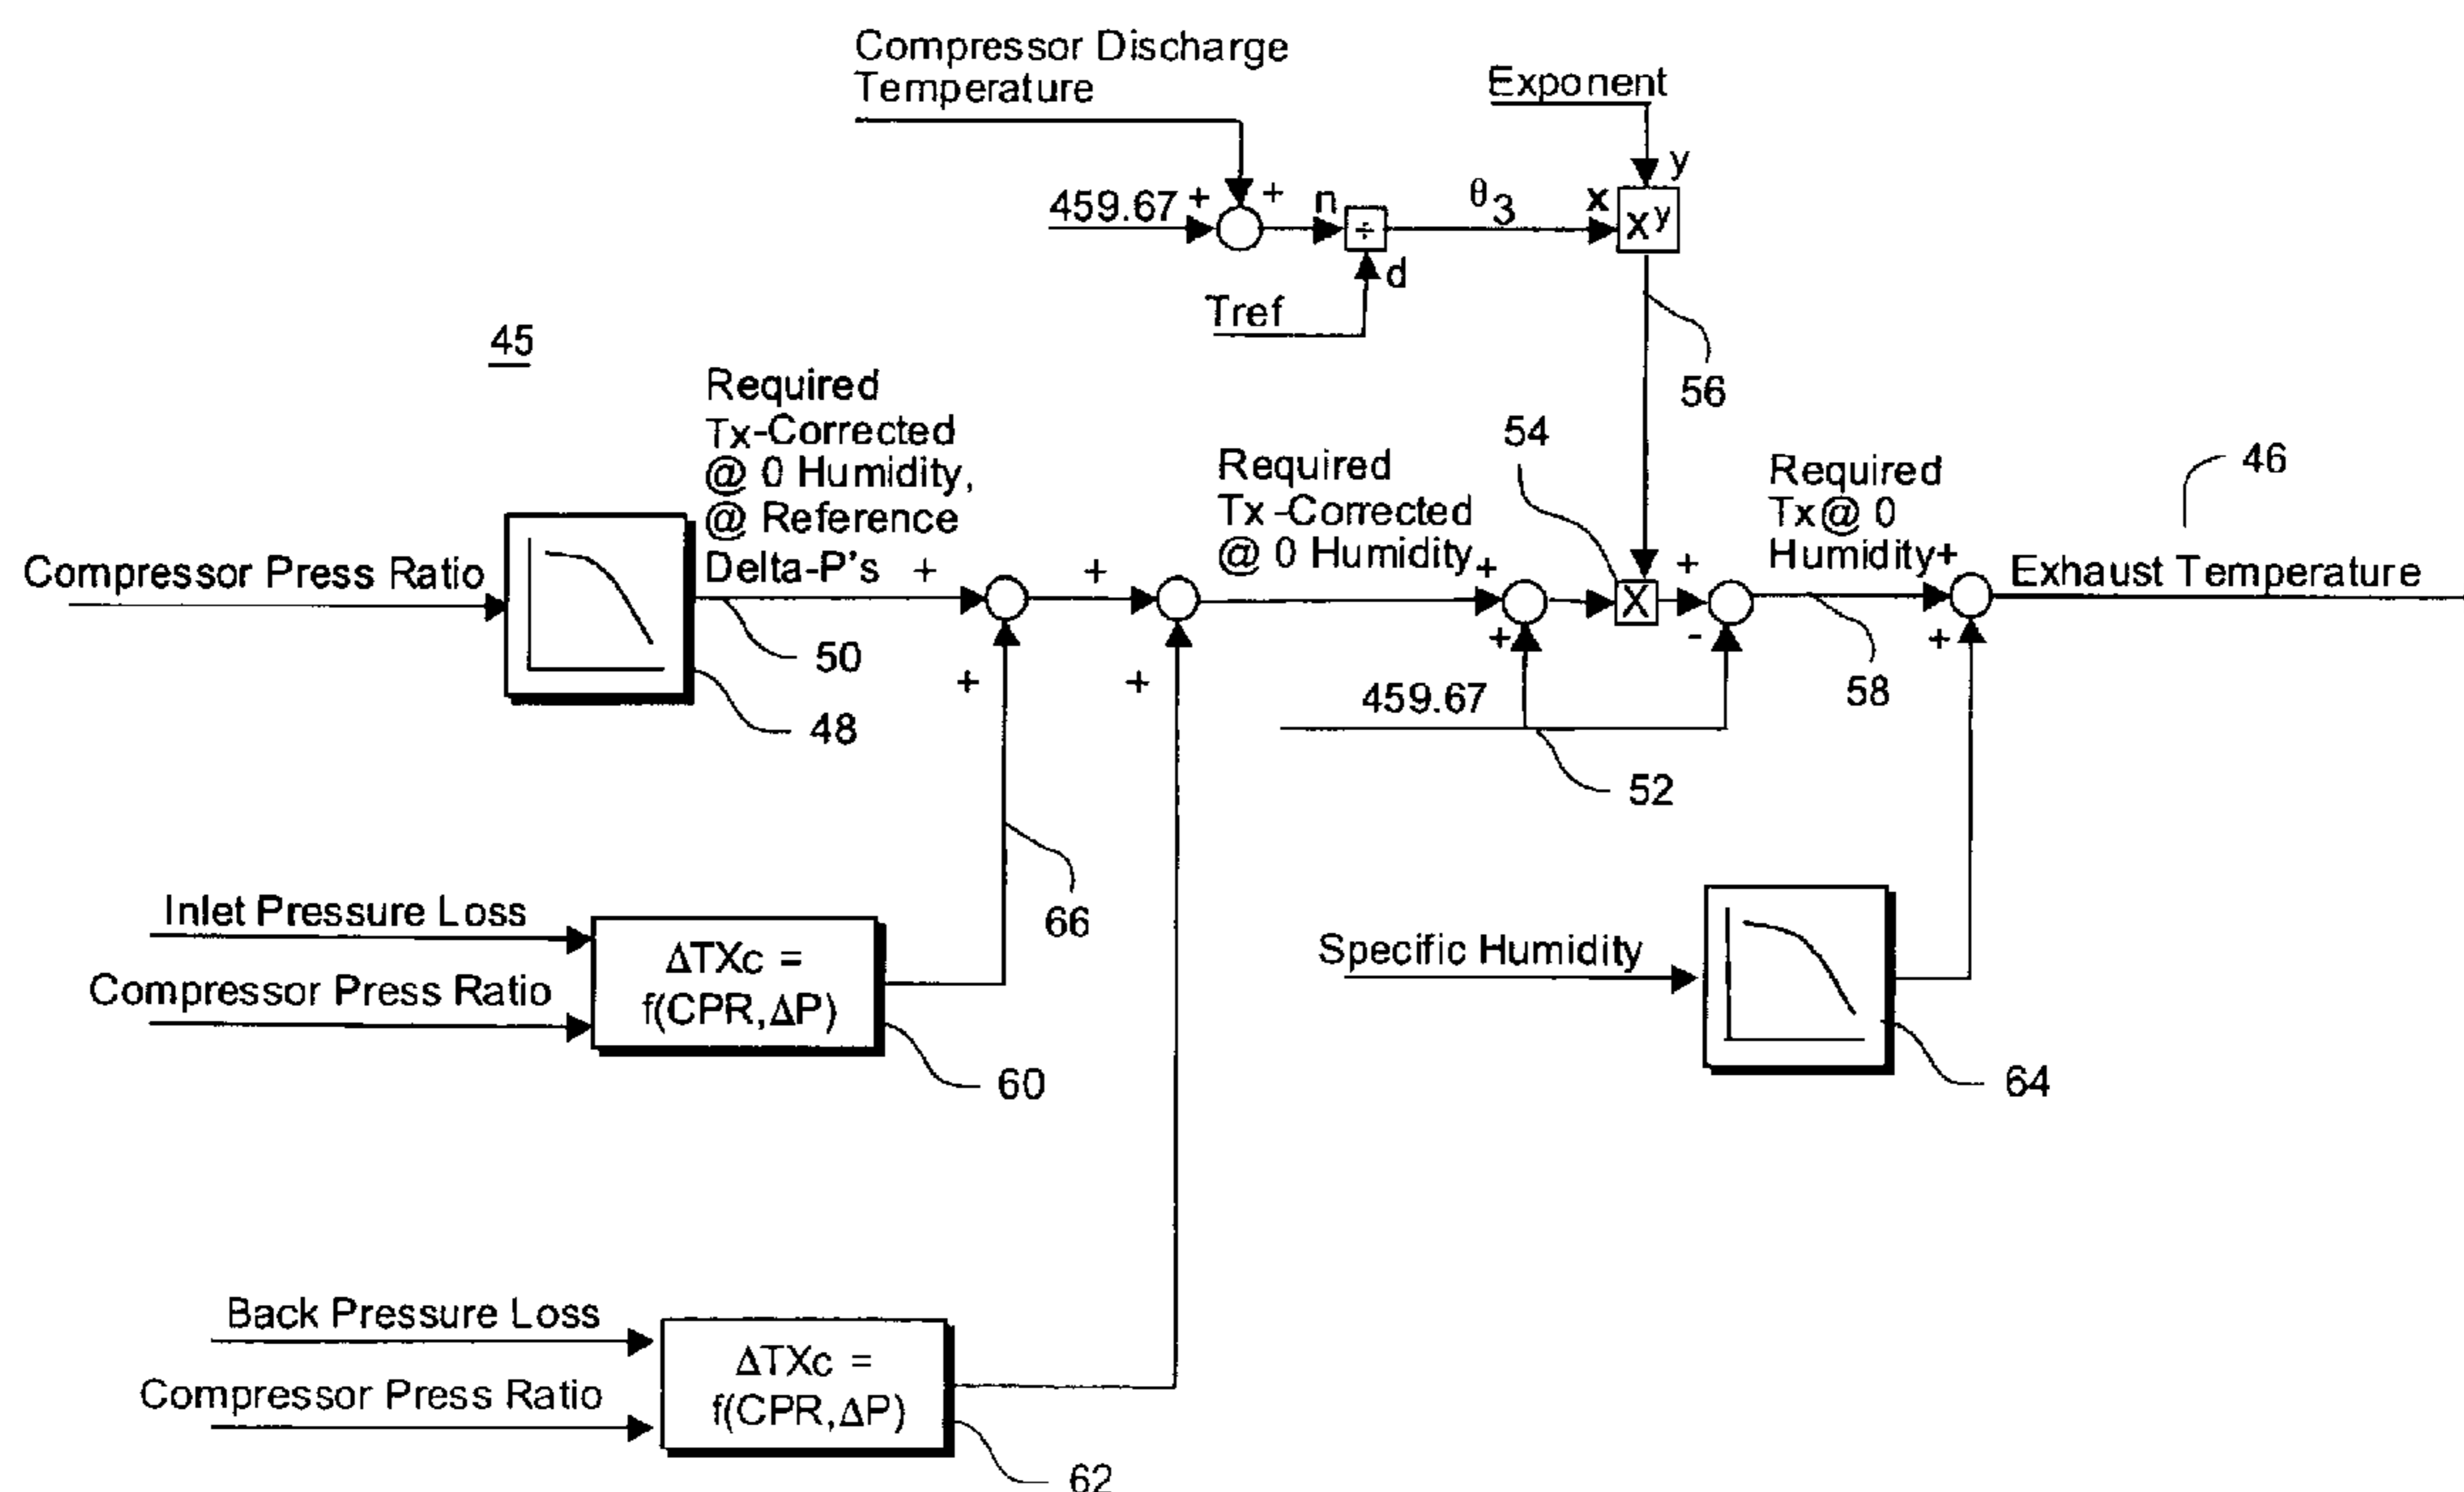 Compressor Discharge
Temperature
Exponent
y
459.67
+
+
n
÷
d
θ3
x
xy
Tref
45
56
Required
Tx-Corrected
@ 0 Humidity,
@ Reference
Delta-P's
+
+
Required
Tx-Corrected
@ 0 Humidity
+
54
X
+
Required
Tx@ 0
Humidity+
46
Compressor Press Ratio
Exhaust Temperature
50
48
+
+
+
-
+
459.67
58
52
66
Inlet Pressure Loss
Compressor Press Ratio
ΔTXc =
f(CPR,ΔP)
60
Specific Humidity
64
Back Pressure Loss
Compressor Press Ratio
ΔTXc =
f(CPR,ΔP)
62